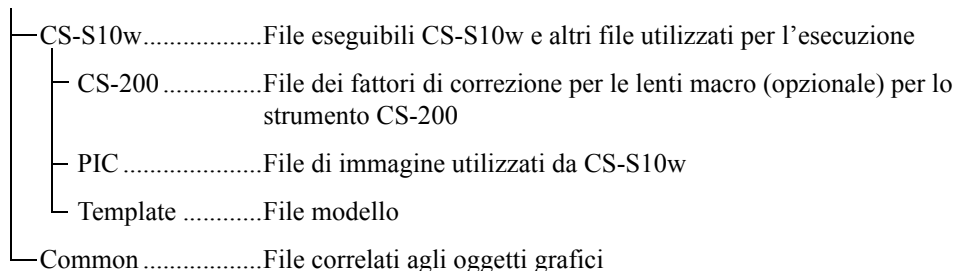 CS-S10w..................File eseguibili CS-S10w e altri file utilizzati per l’esecuzione
CS-200...............File dei fattori di correzione per le lenti macro (opzionale) per lo
strumento CS-200
PIC.....................File di immagine utilizzati da CS-S10w
Template............File modello
Common..................File correlati agli oggetti grafici